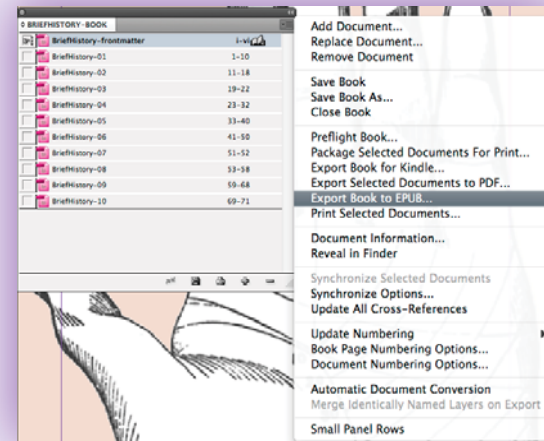 BRIEFHISTORY-BOOK
BriefHistory-frontmatter
BriefHistory-01 1-10
BriefHistory-02 11-18
BriefHistory-03 19-22
BriefHistory-04 23-32
BriefHistory-05 33-40
BriefHistory-06 41-50
BriefHistory-07 51-52
BriefHistory-08 53-58
BriefHistory-09 59-68
BriefHistory-10 69-71
Add Document...
Replace Document...
Remove Document
Save Book
Save Book As...
Close Book
Preflight Book...
Package Selected Documents For Print...
Export Book for Kindle...
Export Selected Documents to PDF...
Export Book to EPUB...
Print Selected Documents...
Document Information...
Reveal in Finder
Synchronize Selected Documents
Synchronize Options...
Update All Cross-References
Update Numbering
Book Page Numbering Options...
Document Numbering Options...
Automatic Document Conversion
Merge Identically Named Layers on Export
Small Panel Rows